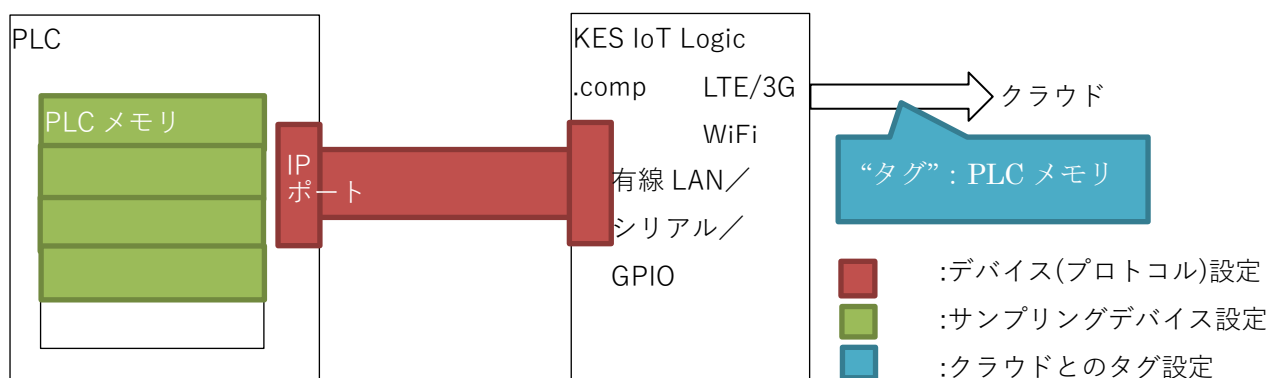 PLC
PLC メモリ
IP
ポート
KES IoT Logic
.comp LTE/3G
WiFi
有線 LAN／
シリアル／
GPIO
クラウド
“タグ”：PLC メモリ
:デバイス(プロトコル)設定
:サンプリングデバイス設定
:クラウドとのタグ設定